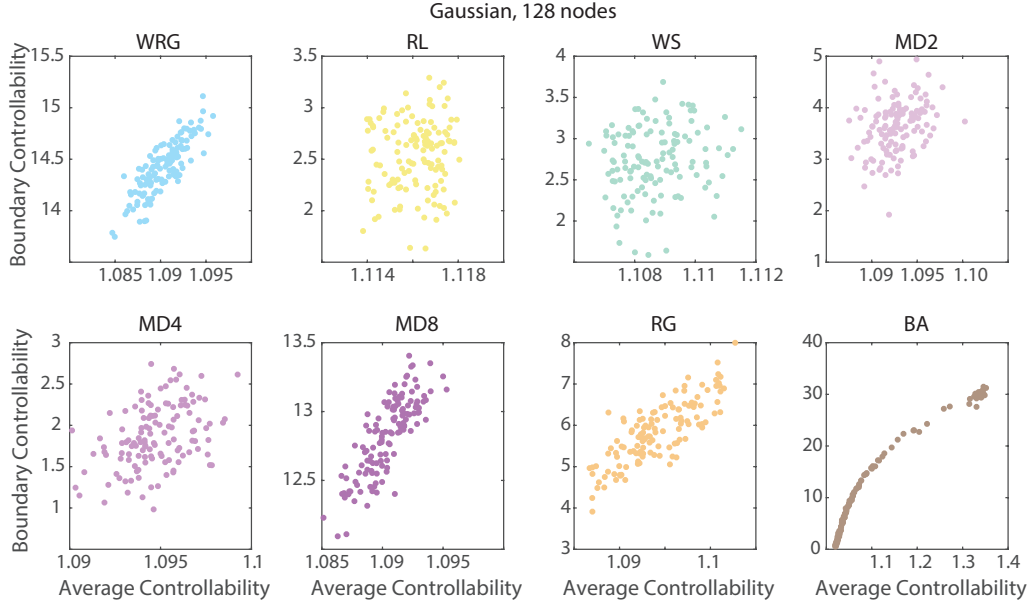 Gaussian, 128 nodes
WRG RL WS MD2
Boundary Controllability
15.5
15
14.5
14
1.085 1.09 1.095
3.5
3
2.5
2
1.114 1.118
4
3.5
3
2.5
2
1.108 1.11 1.112
5
4
3
2
1
1.09 1.095 1.10
MD4 MD8 RG BA
Boundary Controllability
3
2.5
2
1.5
1
1.09 1.095 1.1
Average Controllability
13.5
13
12.5
1.085 1.09 1.095
Average Controllability
8
7
6
5
4
3
1.09 1.1
Average Controllability
40
30
20
10
0
1.1 1.2 1.3 1.4
Average Controllability